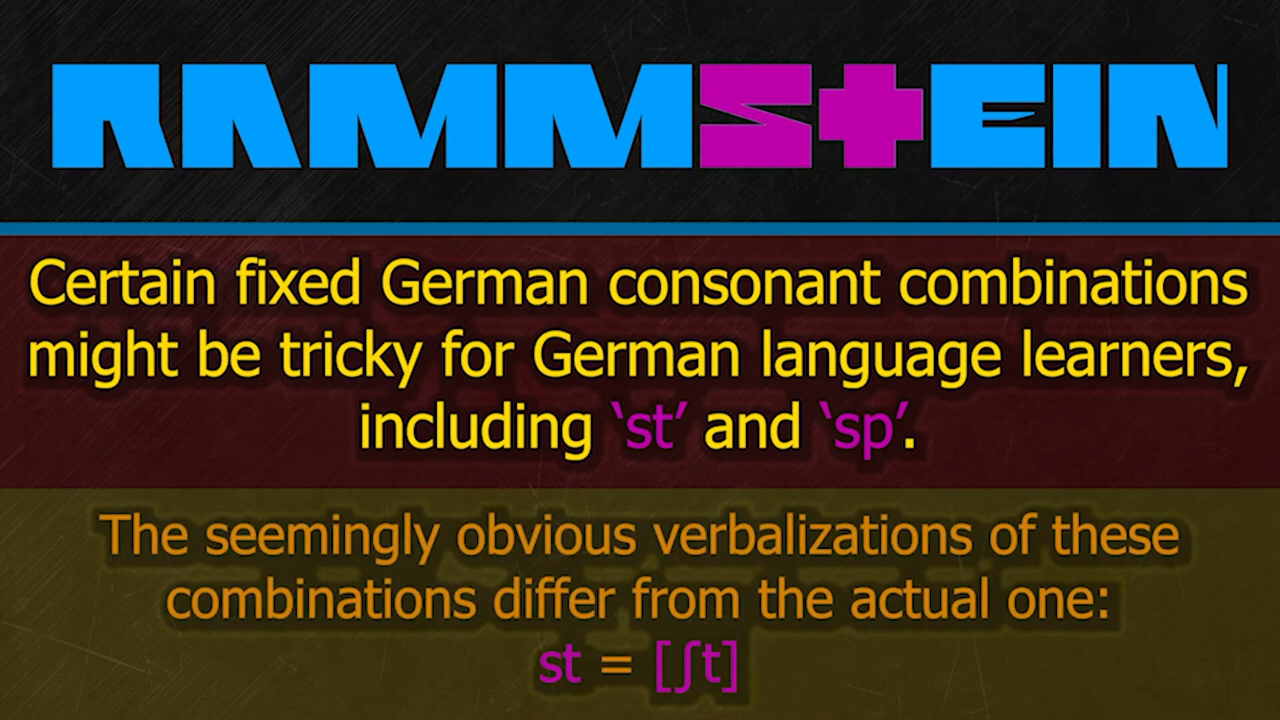 RAMMSTEIN
Certain fixed German consonant combinations
might be tricky for German language learners,
including ‘st’ and ‘sp’.
The seemingly obvious verbalizations of these
combinations differ from the actual one:
st = [ʃt]